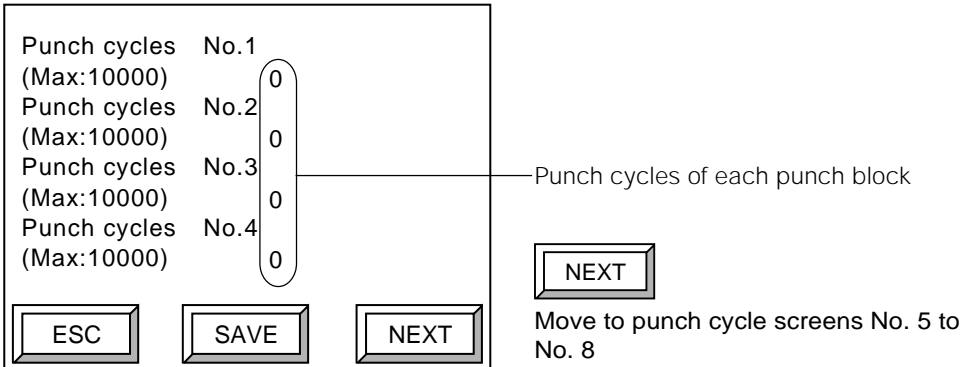 Punch cycles No.1
(Max:10000) 0
Punch cycles No.2
(Max:10000) 0
Punch cycles No.3
(Max:10000) 0
Punch cycles No.4
(Max:10000) 0
ESC SAVE NEXT
Punch cycles of each punch block
NEXT
Move to punch cycle screens No. 5 to
No. 8